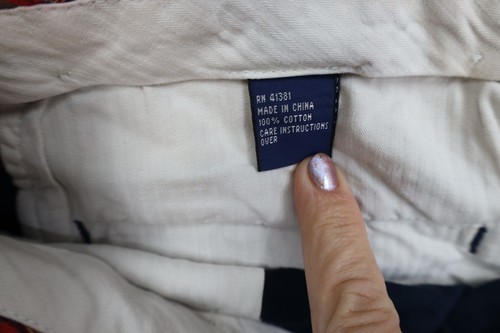 RN 41381
MADE IN CHINA
100% COTTON
CARE INSTRUCTIONS
OVER